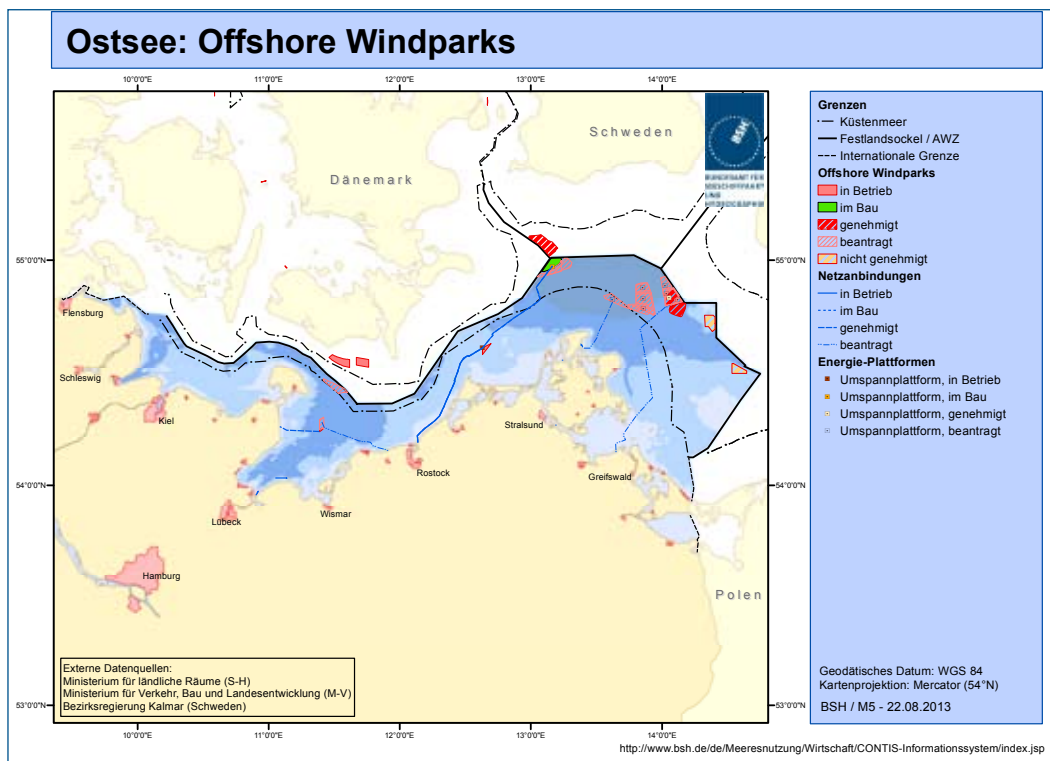 Ostsee: Offshore Windparks
10°0'0"E 11°0'0"E 12°0'0"E 13°0'0"E 14°0'0"E
Schweden
Dänemark
BSH
55°0'0"N
55°0'0"N
Flensburg
Schleswig
Kiel
Stralsund
Rostock
Greifswald
54°0'0"N
54°0'0"N
Lübeck
Wismar
Hamburg
Polen
Externe Datenquellen:
Ministerium für ländliche Räume (S-H)
Ministerium für Verkehr, Bau und Landesentwicklung (M-V)
Bezirksregierung Kalmar (Schweden)
53°0'0"N
53°0'0"N
10°0'0"E 11°0'0"E 12°0'0"E 13°0'0"E 14°0'0"E
Grenzen
Küstenmeer
Festlandsockel / AWZ
Internationale Grenze
Offshore Windparks
in Betrieb
im Bau
genehmigt
beantragt
nicht genehmigt
Netzanbindungen
in Betrieb
im Bau
genehmigt
beantragt
Energie-Plattformen
Umspannplattform, in Betrieb
Umspannplattform, im Bau
Umspannplattform, genehmigt
Umspannplattform, beantragt
Geodätisches Datum: WGS 84
Kartenprojektion: Mercator (54°N)
BSH / M5 - 22.08.2013
http://www.bsh.de/de/Meeresnutzung/Wirtschaft/CONTIS-Informationssystem/index.jsp